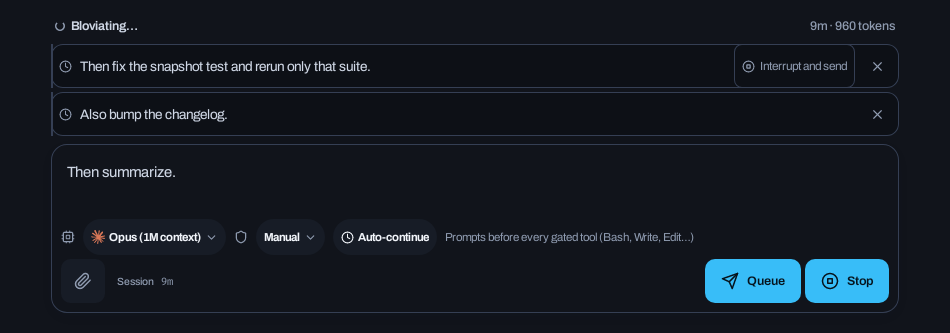 Bloviating...
9m · 960 tokens
Then fix the snapshot test and rerun only that suite.
Interrupt and send
Also bump the changelog.
Then summarize.
Opus (1M context)
Manual
Auto-continue
Prompts before every gated tool (Bash, Write, Edit...)
Session 9m
Queue
Stop